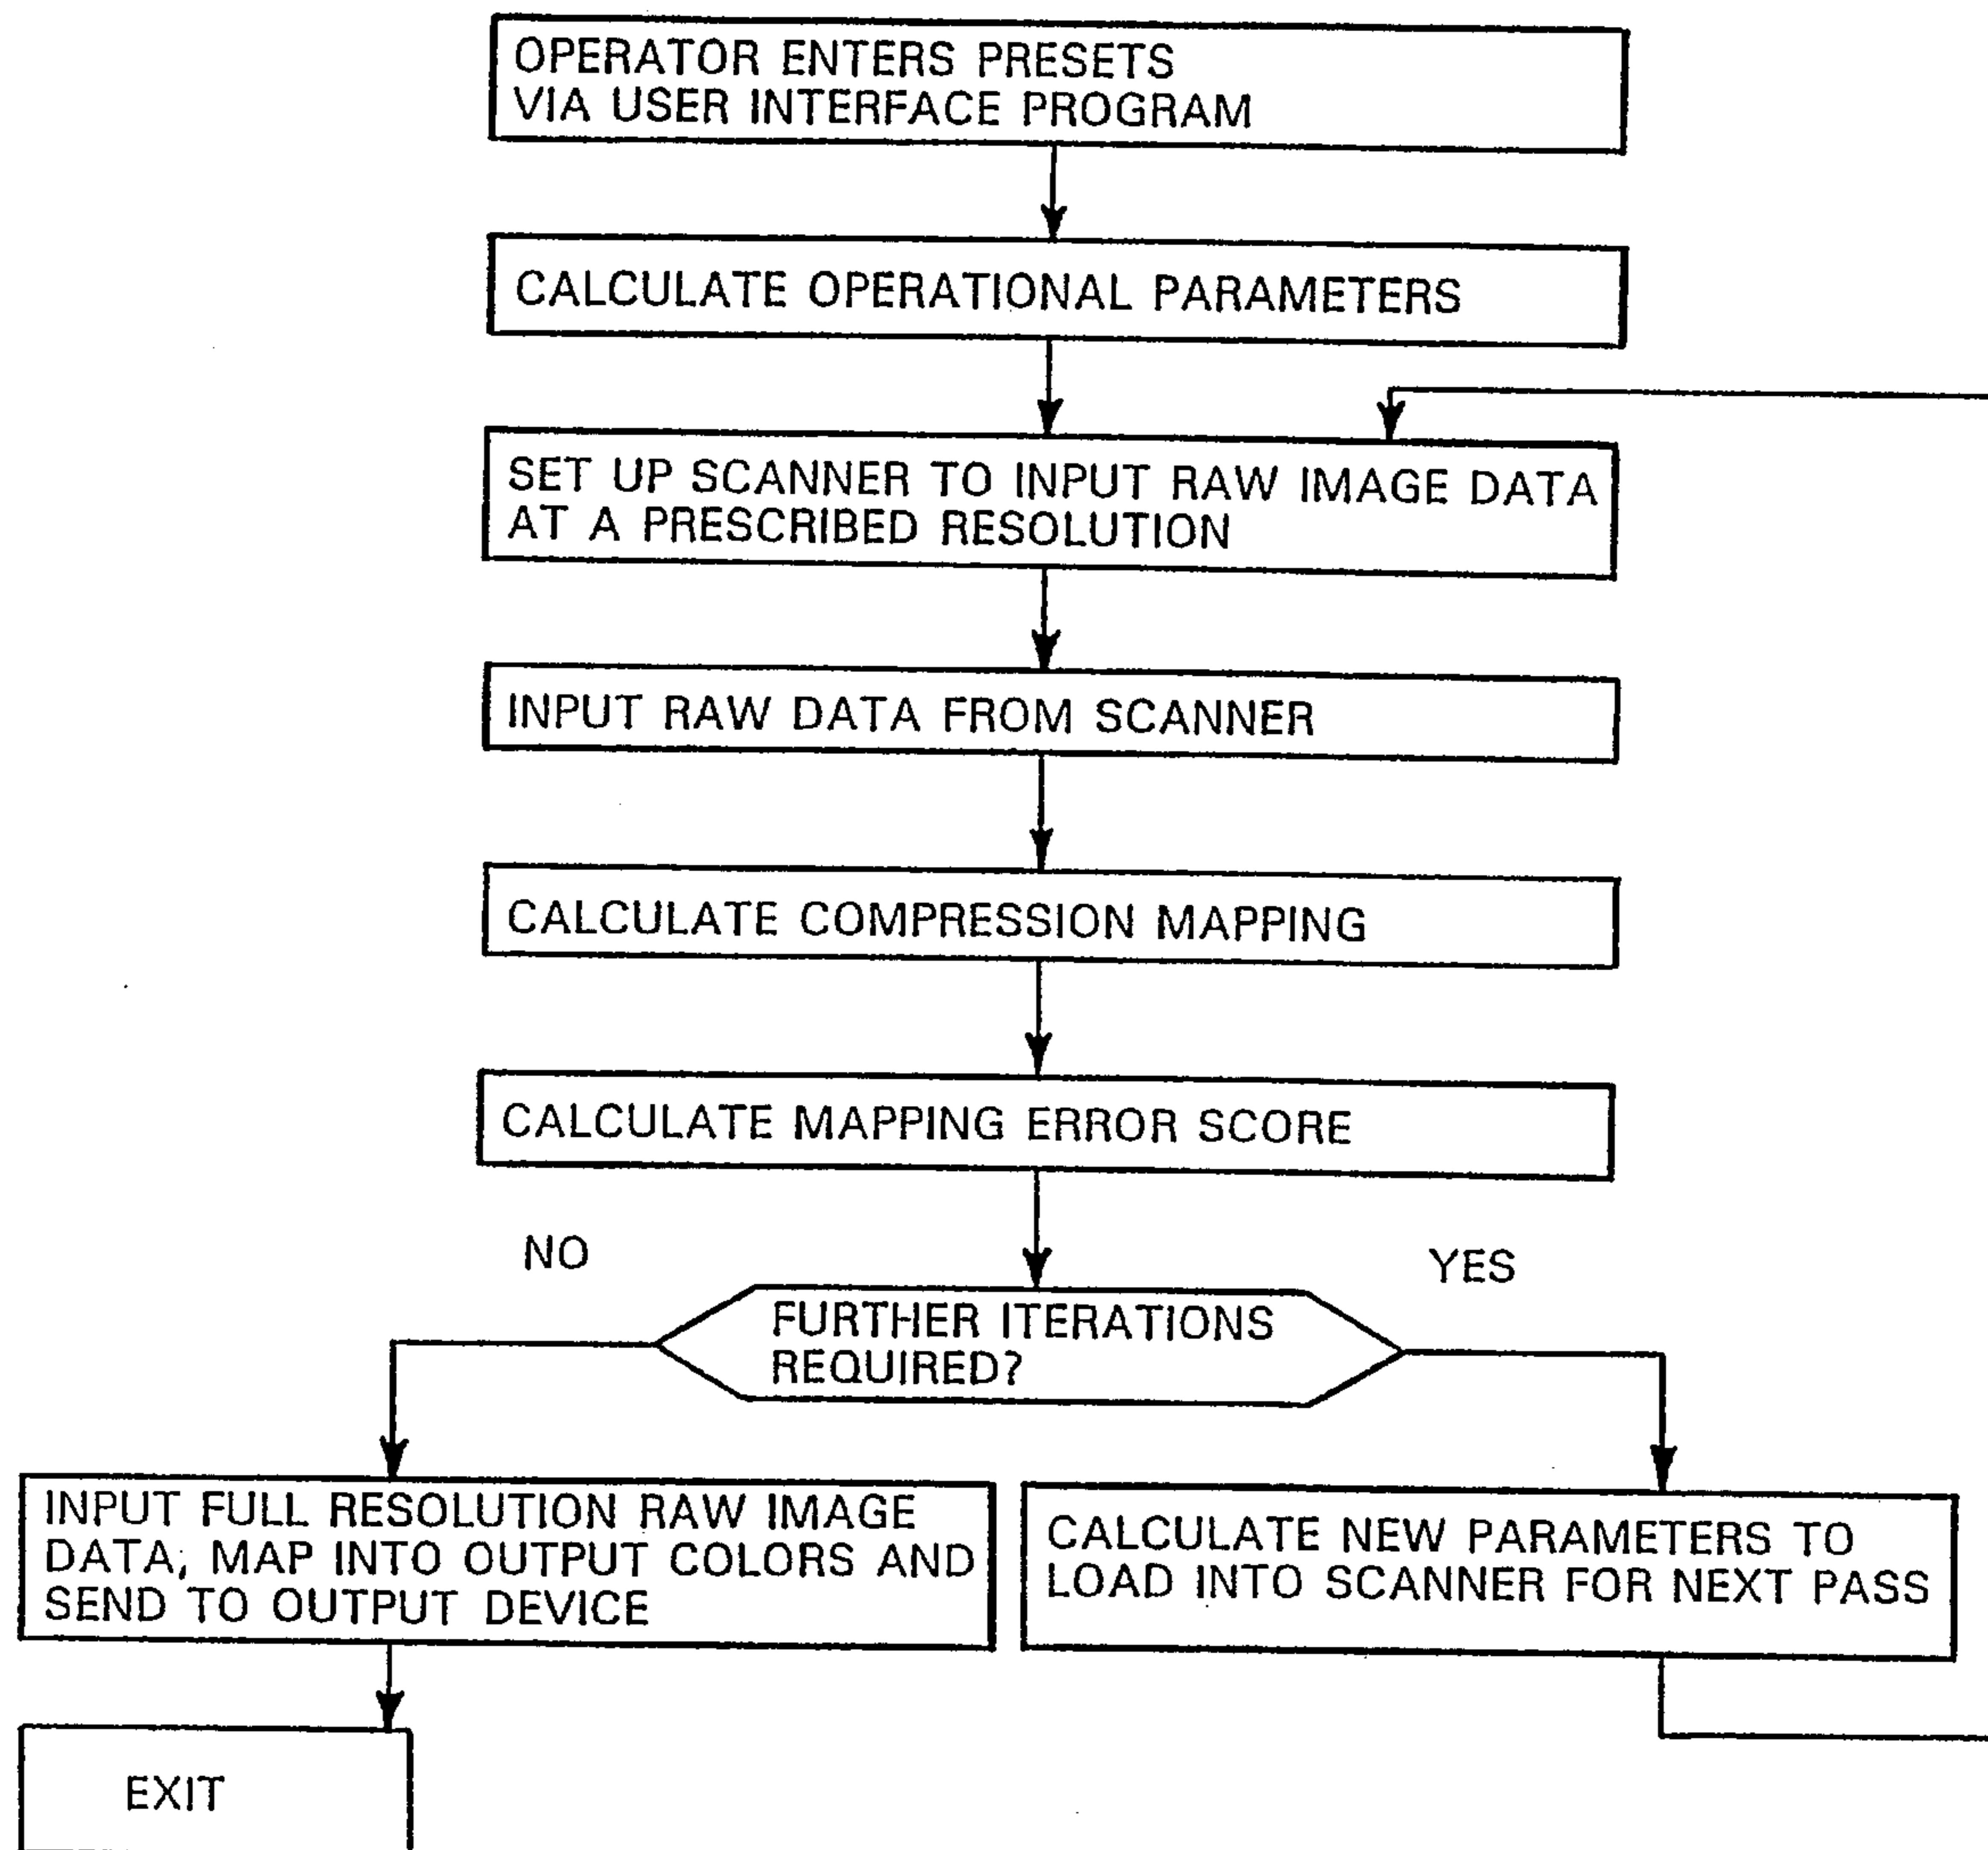 OPERATOR ENTERS PRESETS
VIA USER INTERFACE PROGRAM
CALCULATE OPERATIONAL PARAMETERS
SET UP SCANNER TO INPUT RAW IMAGE DATA
AT A PRESCRIBED RESOLUTION
INPUT RAW DATA FROM SCANNER
CALCULATE COMPRESSION MAPPING
CALCULATE MAPPING ERROR SCORE
NO
YES
FURTHER ITERATIONS
REQUIRED?
INPUT FULL RESOLUTION RAW IMAGE
DATA, MAP INTO OUTPUT COLORS AND
SEND TO OUTPUT DEVICE
CALCULATE NEW PARAMETERS TO
LOAD INTO SCANNER FOR NEXT PASS
EXIT